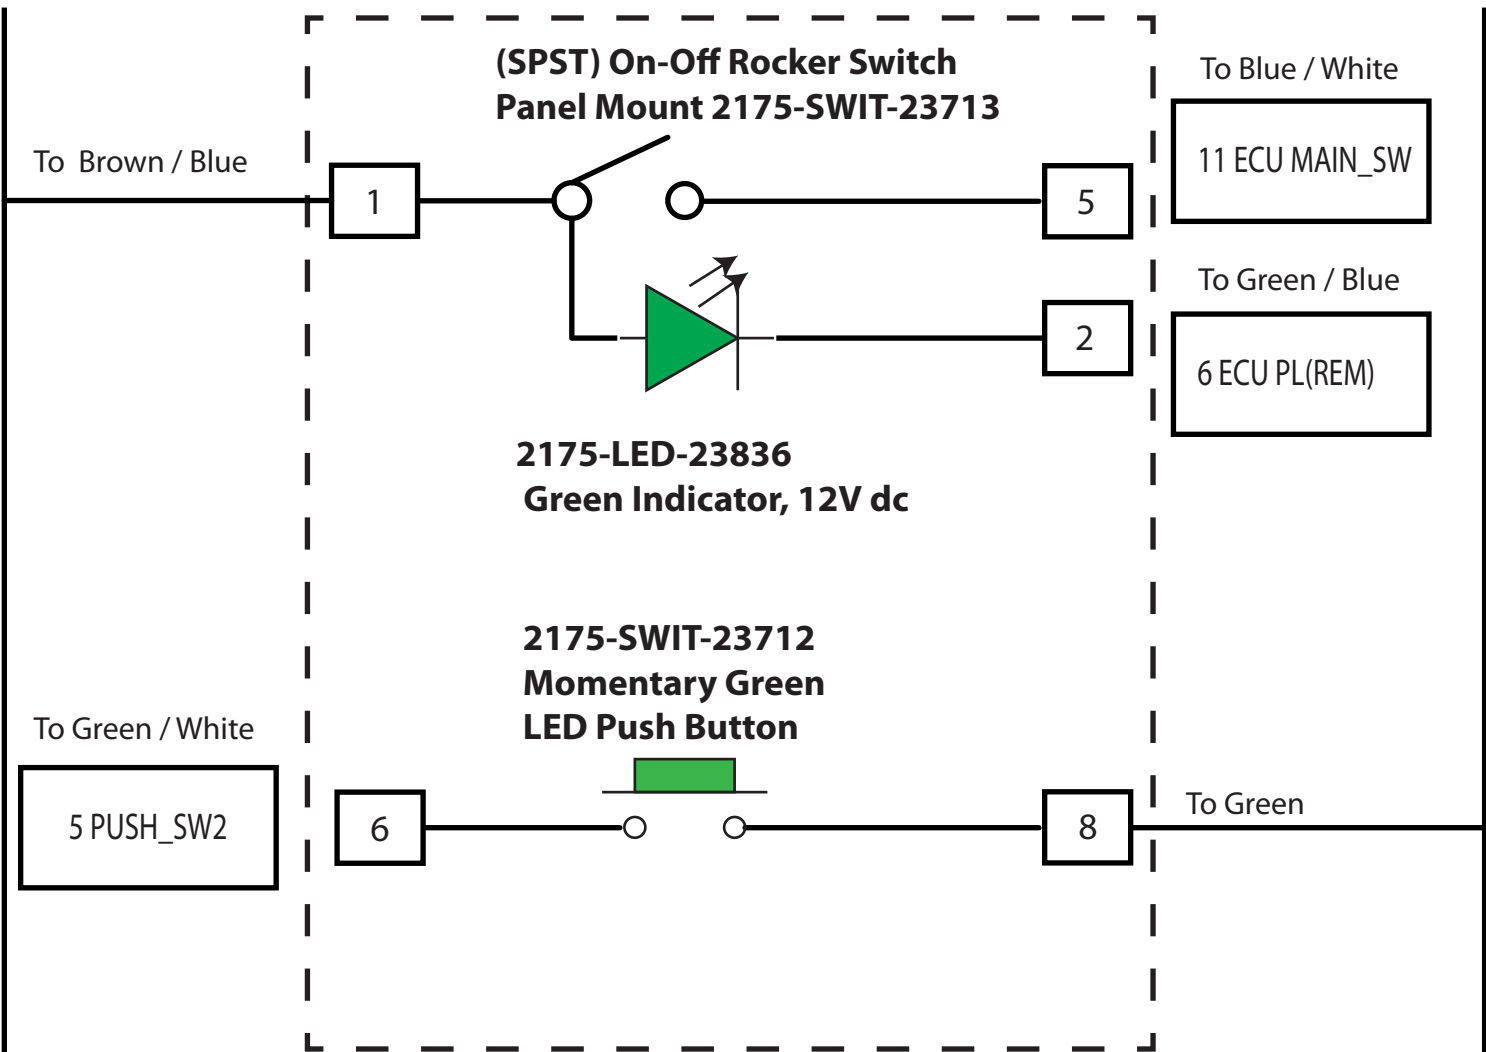 (SPST) On-Off Rocker Switch
Panel Mount 2175-SWIT-23713
To Blue / White
11 ECU MAIN_SW
To Brown / Blue
1
5
To Green / Blue
6 ECU PL(REM)
2
2175-LED-23836
Green Indicator, 12V dc
2175-SWIT-23712
Momentary Green
LED Push Button
To Green / White
5 PUSH_SW2
6
8
To Green